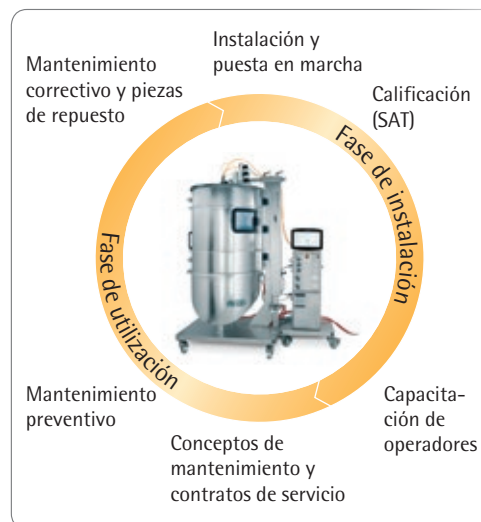 Instalación y
puesta en marcha
Calificación
(SAT)
Fase de instalación
Capacita-
ción de
operadores
Conceptos de
mantenimiento y
contratos de servicio
Mantenimiento
preventivo
Fase de utilización
Mantenimiento
correctivo y piezas
de repuesto